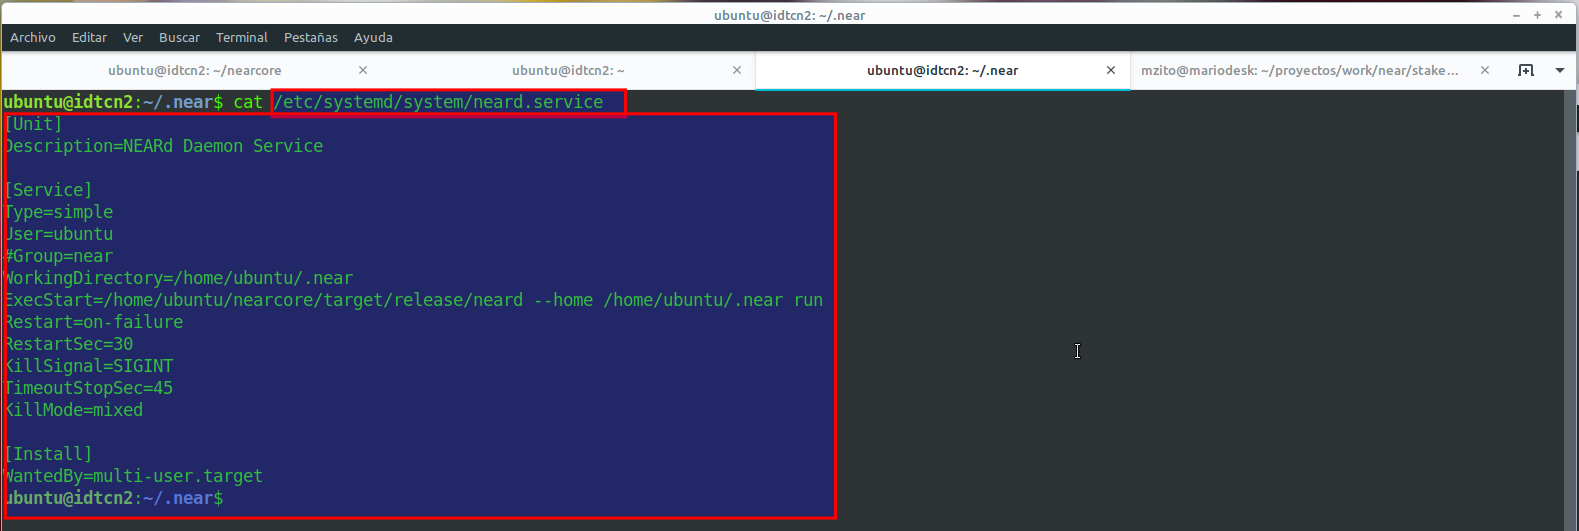 ubuntu@idtcn2: ~/.near
Archivo Editar Ver Buscar Terminal Pestañas Ayuda
ubuntu@idtcn2: ~/nearcore ubuntu@idtcn2: ~ ubuntu@idtcn2: ~/.near mzito@mariodesk: ~/proyectos/work/near/stake...
ubuntu@idtcn2:~/.near$ cat /etc/systemd/system/neard.service
[Unit]
Description=NEARd Daemon Service
[Service]
Type=simple
User=ubuntu
#Group=near
WorkingDirectory=/home/ubuntu/.near
ExecStart=/home/ubuntu/nearcore/target/release/neard --home /home/ubuntu/.near run
Restart=on-failure
RestartSec=30
KillSignal=SIGINT
TimeoutStopSec=45
KillMode=mixed
[Install]
WantedBy=multi-user.target
ubuntu@idtcn2:~/.near$